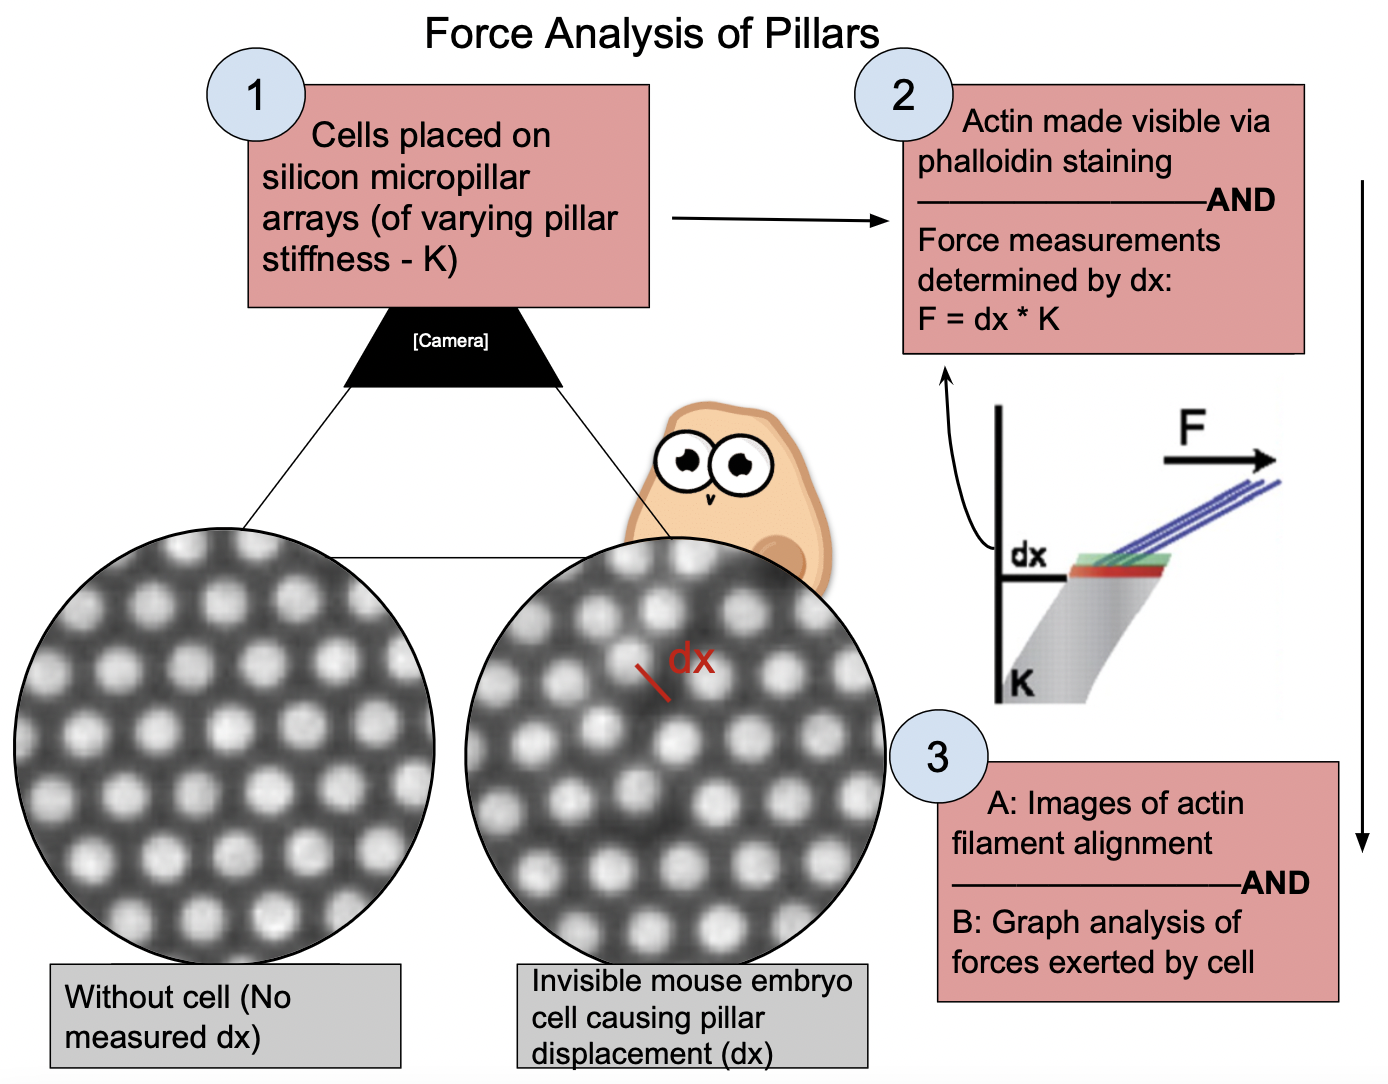 Force Analysis of Pillars
1
Cells placed on
silicon micropillar
arrays (of varying pillar
stiffness - K)
[Camera]
2
Actin made visible via
phalloidin staining
AND
Force measurements
determined by dx:
F = dx * K
F
dx
K
dx
3
A: Images of actin
filament alignment
AND
B: Graph analysis of
forces exerted by cell
Without cell (No
measured dx)
Invisible mouse embryo
cell causing pillar
displacement (dx)